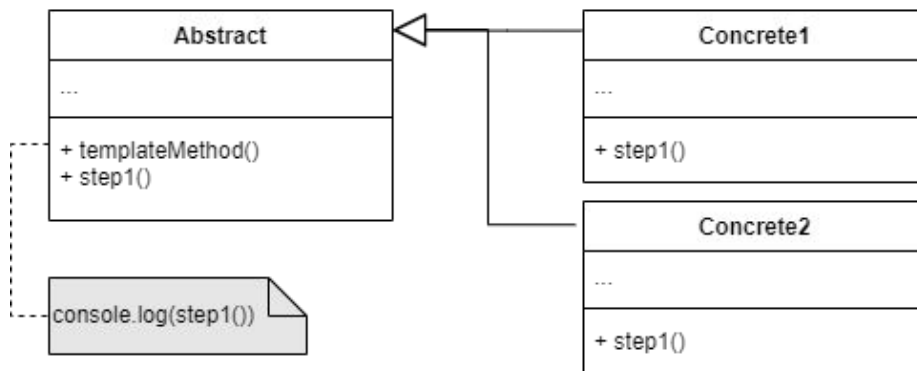 Abstract
...
+ templateMethod()
+ step1()
console.log(step1())
Concrete1
...
+ step1()
Concrete2
...
+ step1()